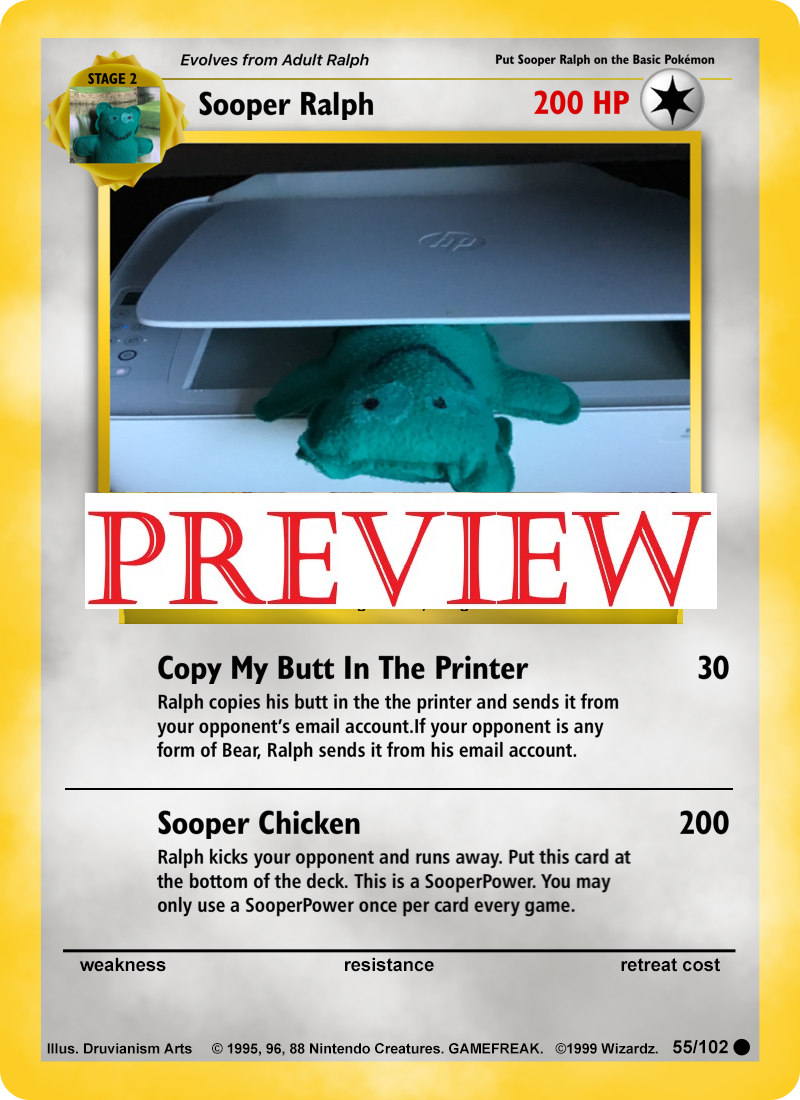 Evolves from Adult Ralph
Put Sooper Ralph on the Basic Pokémon
STAGE 2
Sooper Ralph
200 HP
hp
PREVIEW
Copy My Butt In The Printer
30
Ralph copies his butt in the the printer and sends it from
your opponent’s email account.If your opponent is any
form of Bear, Ralph sends it from his email account.
Sooper Chicken
200
Ralph kicks your opponent and runs away. Put this card at
the bottom of the deck. This is a SooperPower. You may
only use a SooperPower once per card every game.
weakness
resistance
retreat cost
Illus. Druvianism Arts
© 1995, 96, 88 Nintendo Creatures. GAMEFREAK.
©1999 Wizardz.
55/102